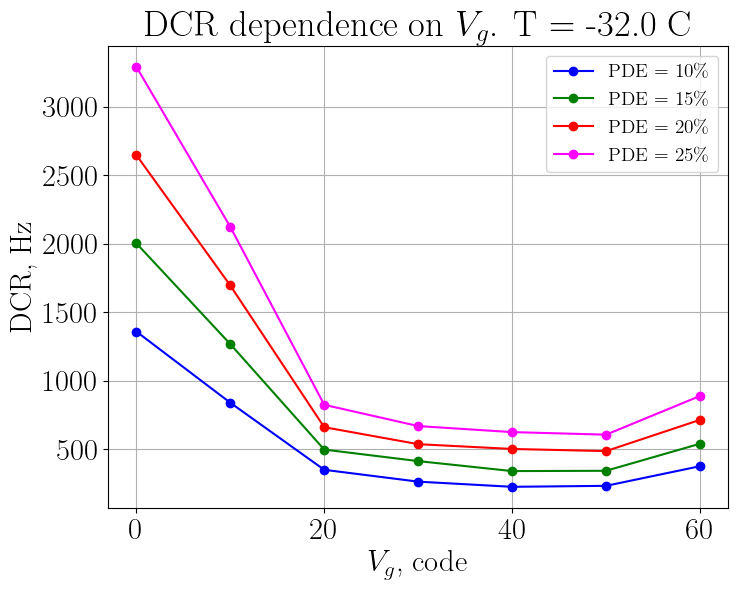 DCR dependence on Vg. T = -32.0 C
PDE = 10%
PDE = 15%
PDE = 20%
PDE = 25%
DCR, Hz
3000
2500
2000
1500
1000
500
0 20 40 60
Vg, code